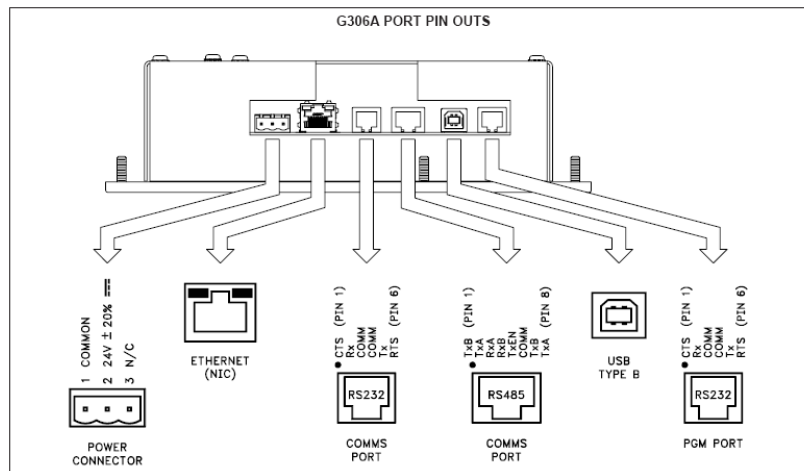 G306A PORT PIN OUTS
1 COMMON
2 24V ± 20%
3 N/C
POWER
CONNECTOR
ETHERNET
(NIC)
CTS (PIN 1)
Rx
COMM
COMM
Tx
RTS (PIN 6)
RS232
COMMS
PORT
TxB (PIN 1)
TxA
RxA
RxB
TxEN
COMM
TxB
TxA (PIN 8)
RS485
COMMS
PORT
USB
TYPE B
CTS (PIN 1)
Rx
COMM
COMM
Tx
RTS (PIN 6)
RS232
PGM PORT